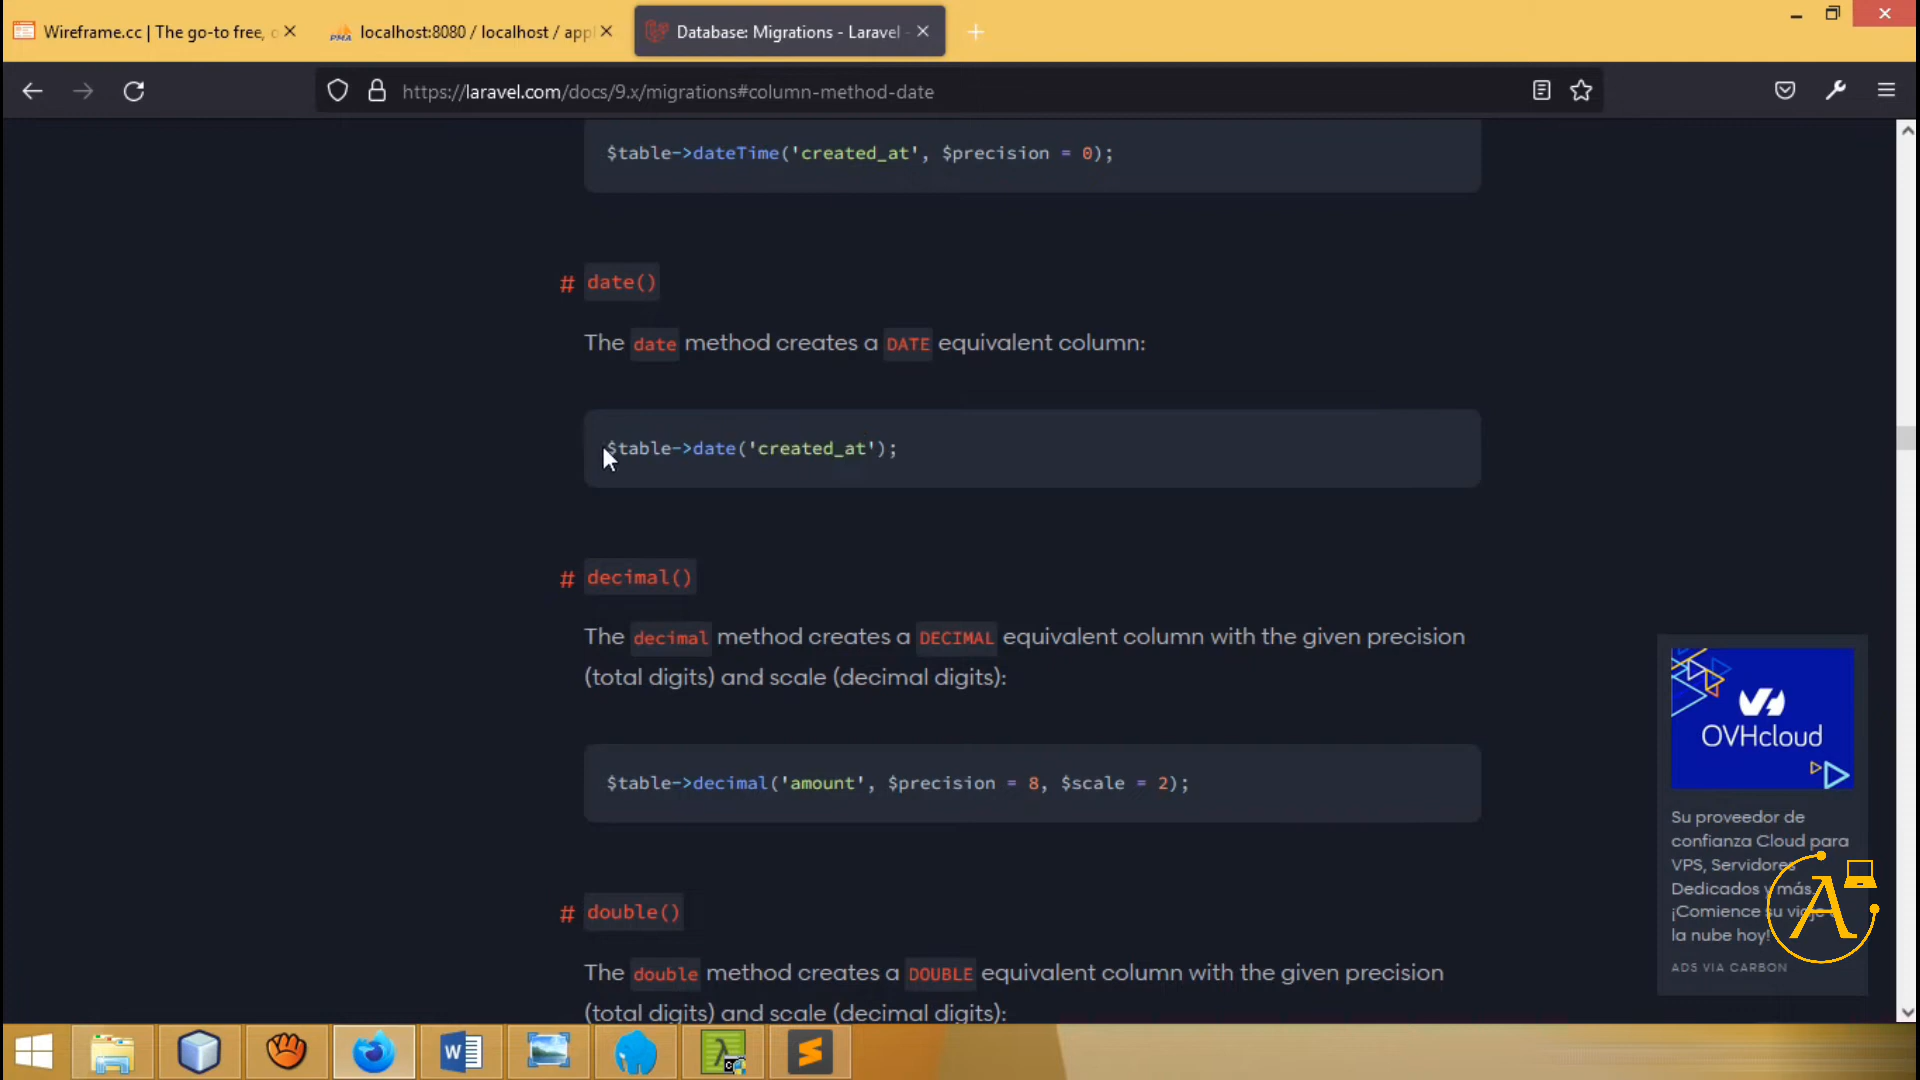 Wireframe.cc | The go-to free, o
localhost:8080 / localhost / appl
Database: Migrations - Laravel -
https://laravel.com/docs/9.x/migrations#column-method-date
$table->dateTime('created_at', $precision = 0);
# date()
The date method creates a DATE equivalent column:
$table->date('created_at');
# decimal()
The decimal method creates a DECIMAL equivalent column with the given precision
(total digits) and scale (decimal digits):
$table->decimal('amount', $precision = 8, $scale = 2);
# double()
The double method creates a DOUBLE equivalent column with the given precision
(total digits) and scale (decimal digits):
OVHcloud
Su proveedor de
confianza Cloud para
VPS, Servidores
Dedicados y más.
¡Comience su viaje a
la nube hoy!
ADS VIA CARBON